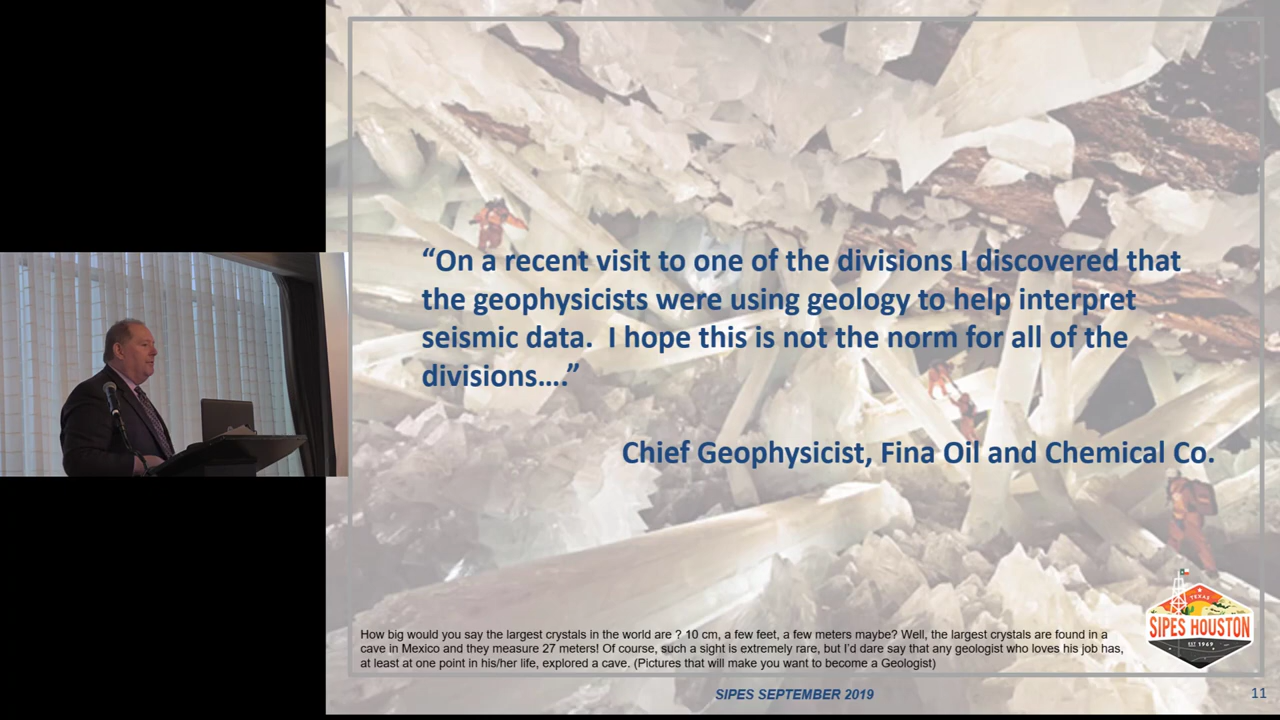 “On a recent visit to one of the divisions I discovered that
the geophysicists were using geology to help interpret
seismic data.  I hope this is not the norm for all of the
divisions….”
Chief Geophysicist, Fina Oil and Chemical Co.
How big would you say the largest crystals in the world are ? 10 cm, a few feet, a few meters maybe? Well, the largest crystals are found in a
cave in Mexico and they measure 27 meters! Of course, such a sight is extremely rare, but I’d dare say that any geologist who loves his job has,
at least at one point in his/her life, explored a cave. (Pictures that will make you want to become a Geologist)
TEXAS
SIPES HOUSTON
EST 1969
SIPES SEPTEMBER 2019
11